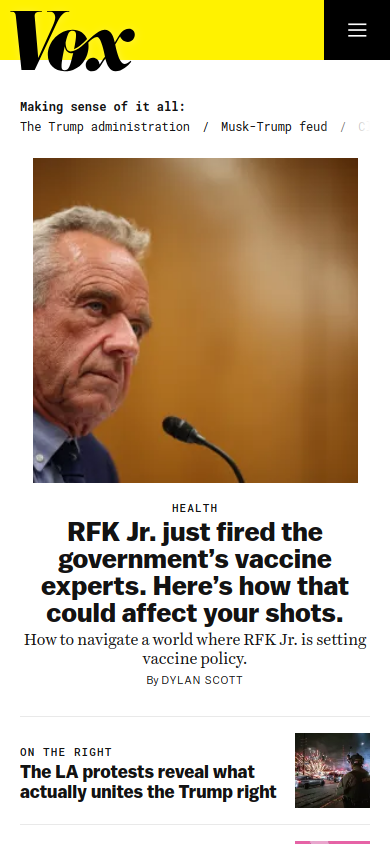 Vox
Making sense of it all:
The Trump administration / Musk-Trump feud / C
HEALTH
RFK Jr. just fired the
government’s vaccine
experts. Here’s how that
could affect your shots.
How to navigate a world where RFK Jr. is setting
vaccine policy.
By DYLAN SCOTT
ON THE RIGHT
The LA protests reveal what
actually unites the Trump right